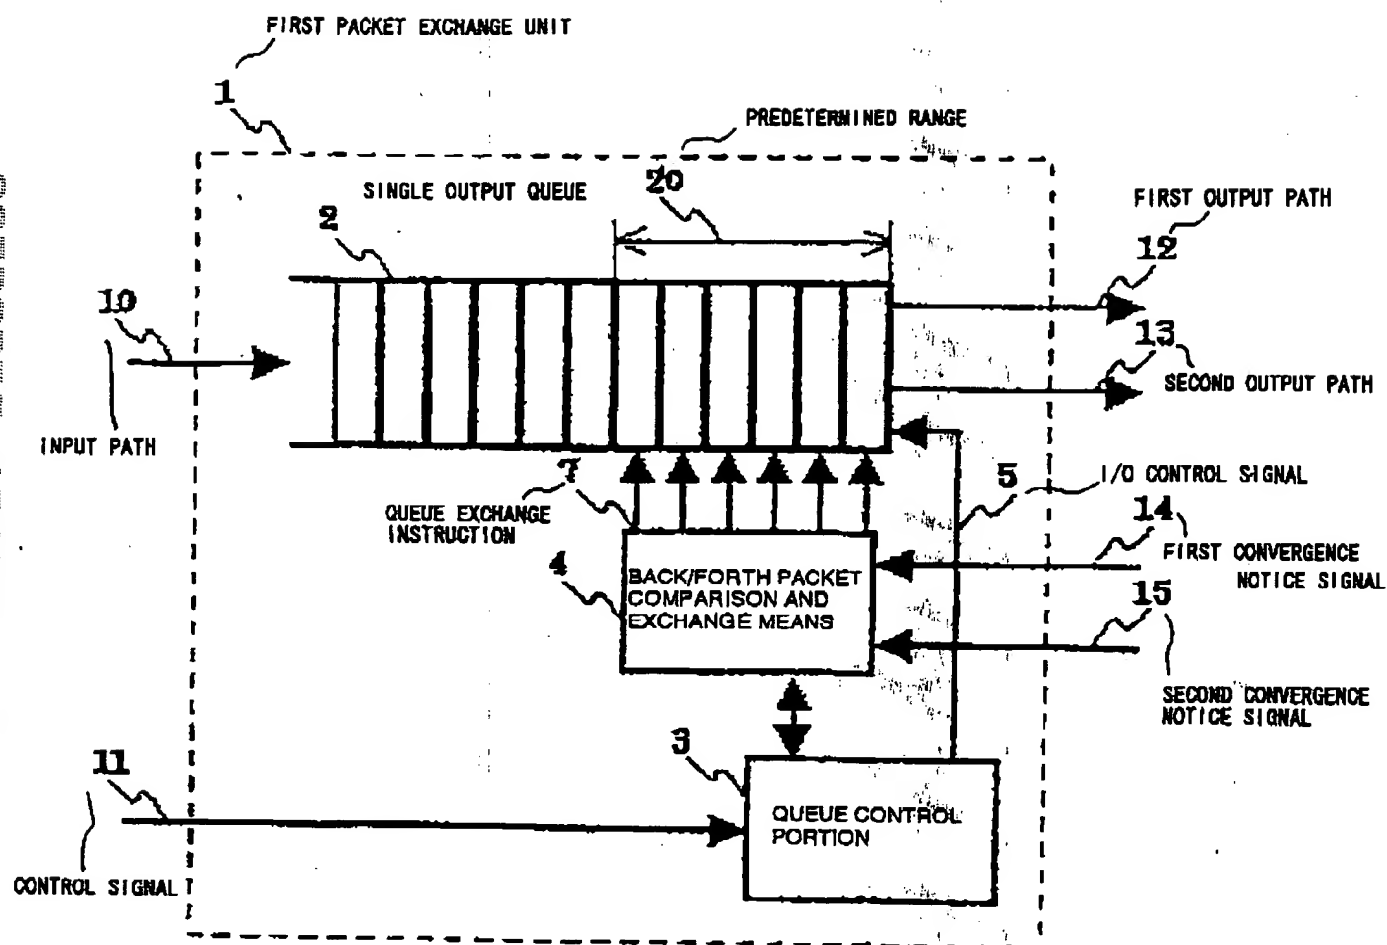 FIRST PACKET EXCHANGE UNIT
1
PREDETERMINED RANGE
SINGLE OUTPUT QUEUE
20
2
FIRST OUTPUT PATH
12
10
13
SECOND OUTPUT PATH
INPUT PATH
7
QUEUE EXCHANGE
INSTRUCTION
5
I/O CONTROL SIGNAL
14
FIRST CONVERGENCE
NOTICE SIGNAL
4
BACK/FORTH PACKET
COMPARISON AND
EXCHANGE MEANS
15
SECOND CONVERGENCE
NOTICE SIGNAL
3
11
QUEUE CONTROL
PORTION
CONTROL SIGNAL